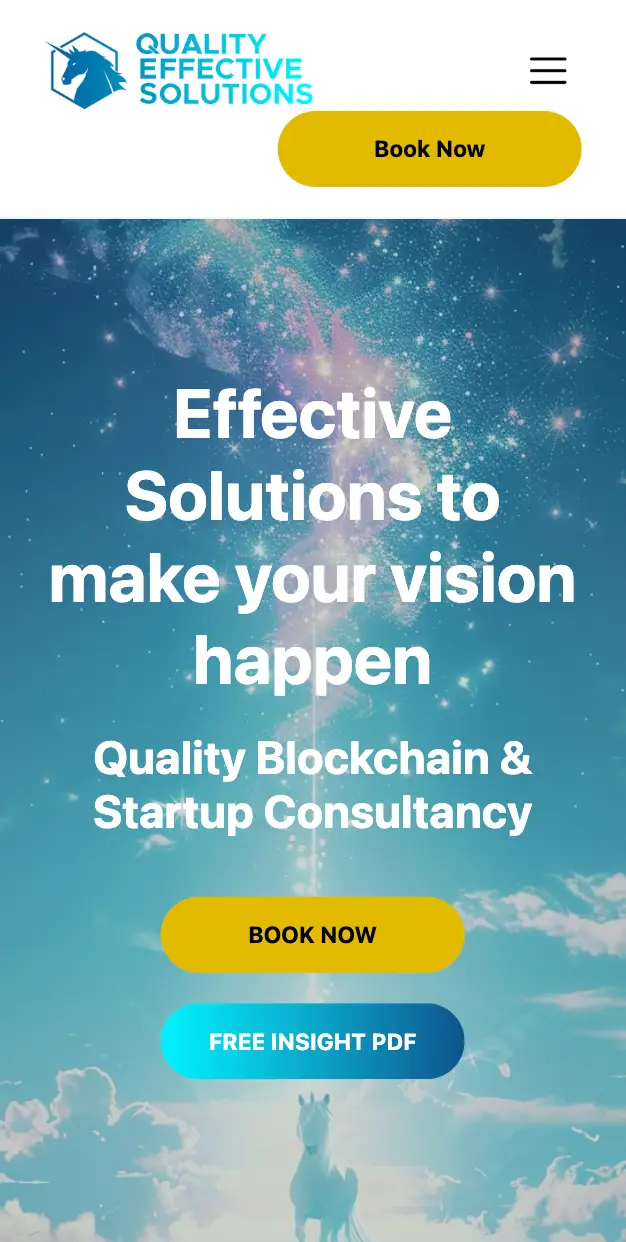 QUALITY
EFFECTIVE
SOLUTIONS
Book Now
Effective
Solutions to
make your vision
happen
Quality Blockchain &
Startup Consultancy
BOOK NOW
FREE INSIGHT PDF